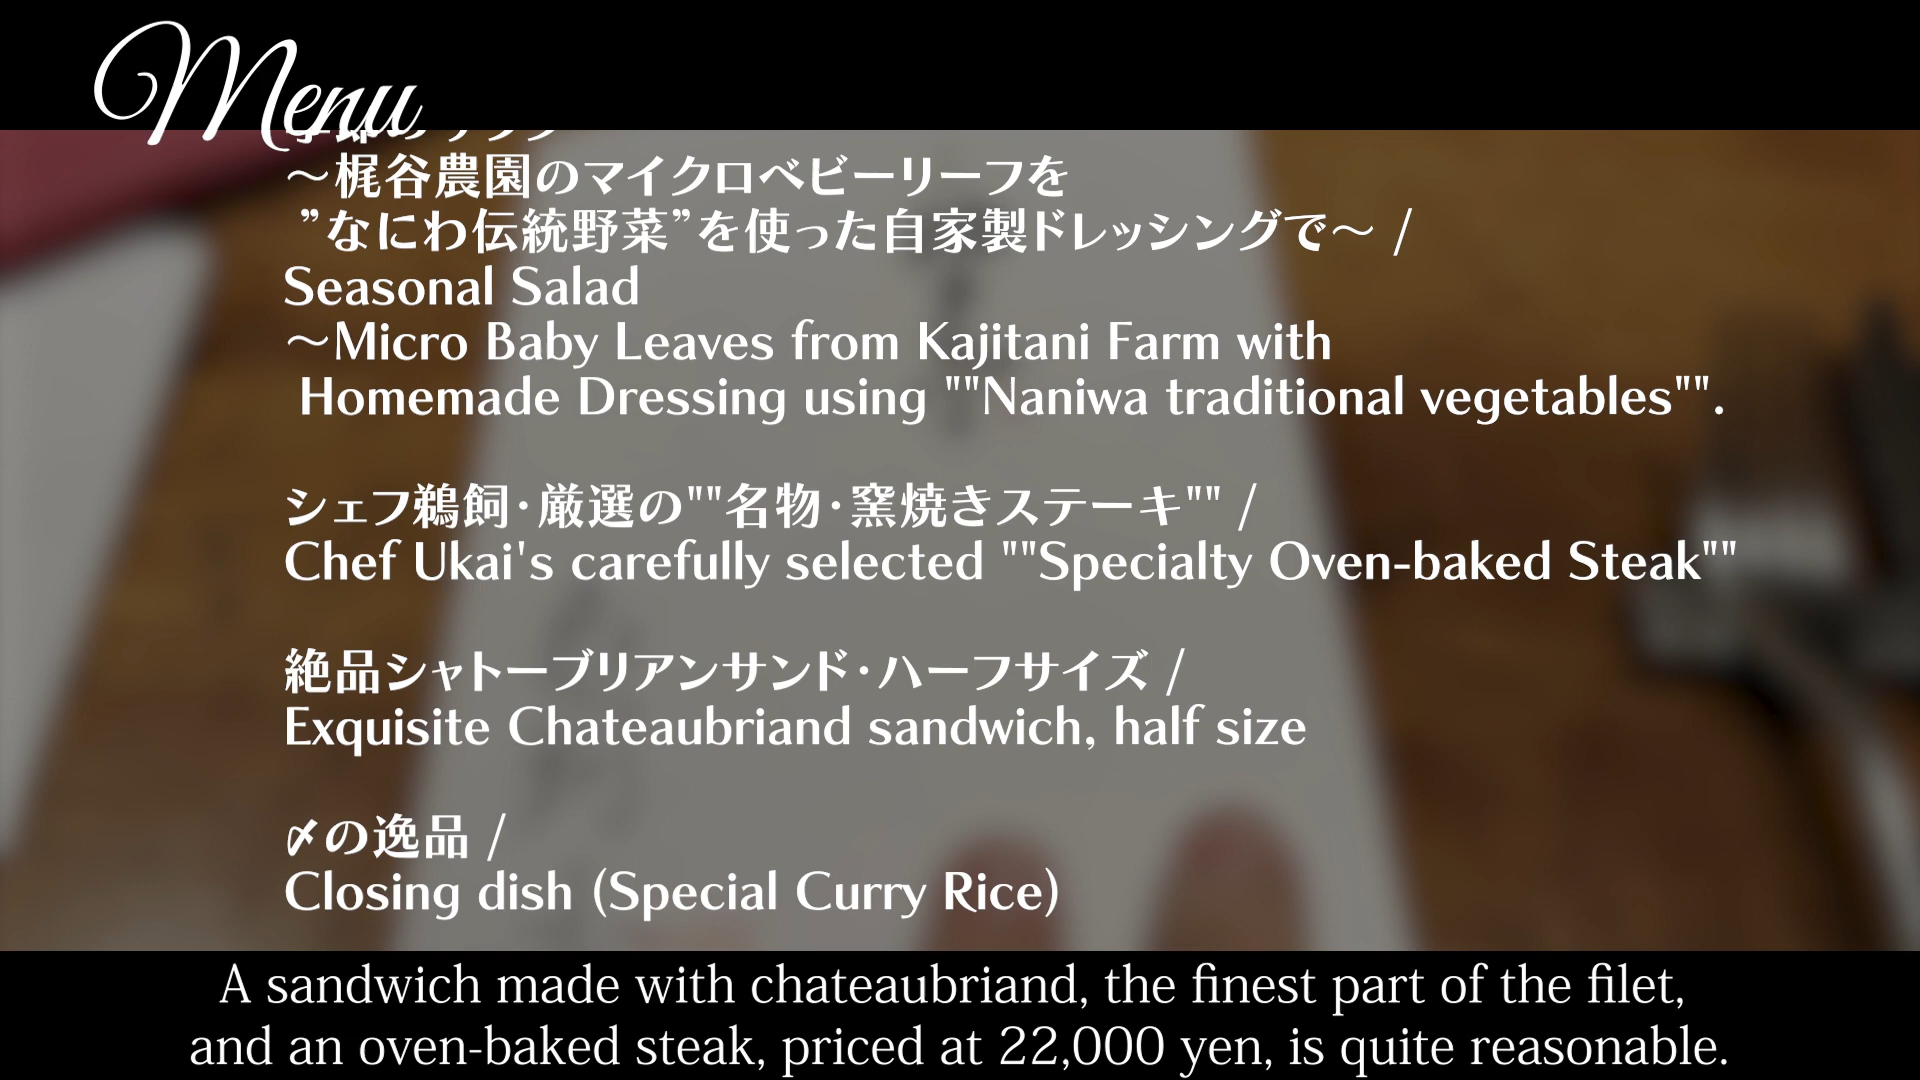 Menu
～梶谷農園のマイクロベビーリーフを
”なにわ伝統野菜”を使った自家製ドレッシングで～ /
Seasonal Salad
～Micro Baby Leaves from Kajitani Farm with
Homemade Dressing using ""Naniwa traditional vegetables"".
シェフ鵜飼･厳選の""名物･窯焼きステーキ"" /
Chef Ukai's carefully selected ""Specialty Oven-baked Steak""
絶品シャトーブリアンサンド･ハーフサイズ /
Exquisite Chateaubriand sandwich, half size
〆の逸品 /
Closing dish (Special Curry Rice)
A sandwich made with chateaubriand, the finest part of the filet,
and an oven-baked steak, priced at 22,000 yen, is quite reasonable.